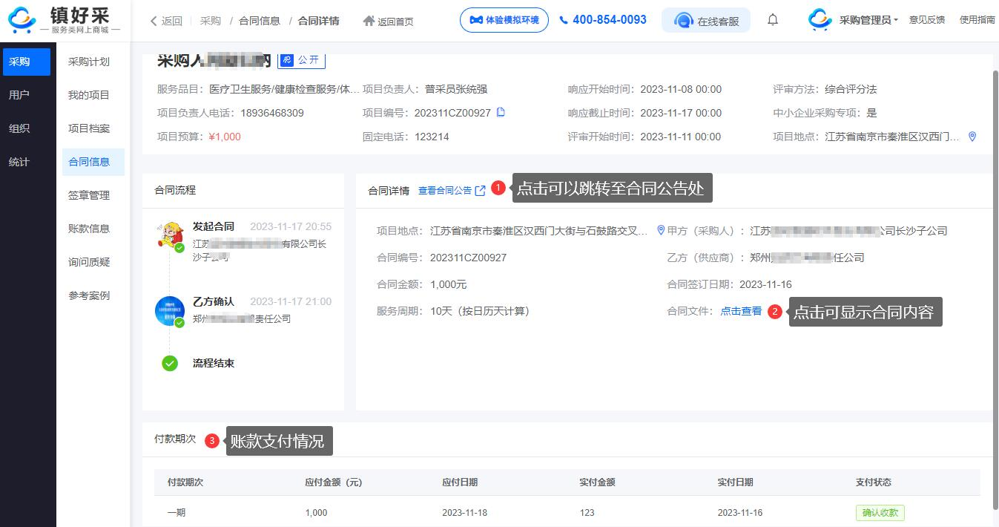 镇好采
服务类网上商城
返回 采购 / 合同信息 / 合同详情 返回首页
体验模拟环境
400-854-0093
在线客服
采购管理员
意见反馈
使用指南
采购
用户
组织
统计
采购计划
我的项目
项目档案
合同信息
签章管理
账款信息
询问质疑
参考案例
采购人
公开
服务品目：医疗卫生服务/健康检查服务/体... 项目负责人：普采员张统强 响应开始时间：2023-11-08 00:00 评审方法：综合评分法
项目负责人电话：18936468309 项目编号：202311CZ00927 响应截止时间：2023-11-17 00:00 中小企业采购专项：是
项目预算：¥1,000 固定电话：123214 评审开始时间：2023-11-11 00:00 项目地点：江苏省南京市秦淮区汉西门...
合同流程
发起合同 2023-11-17 20:55
江苏 有限公司长
沙子公司
乙方确认 2023-11-17 21:00
郑州 责任公司
流程结束
合同详情 查看合同公告 1 点击可以跳转至合同公告处
项目地点：江苏省南京市秦淮区汉西门大街与石鼓路交叉... 甲方（采购人）：江苏 公司长沙子公司
合同编号：202311CZ00927 乙方（供应商）：郑州 任公司
合同金额：1,000元 合同签订日期：2023-11-16
服务周期：10天（按日历天计算） 合同文件：点击查看 2 点击可显示合同内容
付款期次 3 账款支付情况
付款期次 应付金额（元） 应付日期 实付金额 实付日期 支付状态
一期 1,000 2023-11-18 123 2023-11-16 确认收款